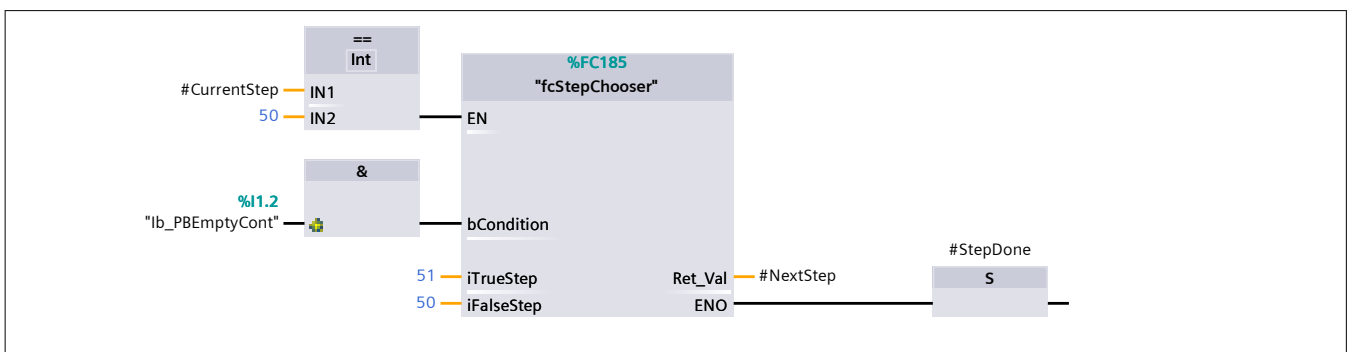 ==
Int
#CurrentStep IN1
50 IN2
%FC185
"fcStepChooser"
EN
&
%I1.2
"Ib_PBEmptyCont"
bCondition
51 iTrueStep Ret_Val #NextStep
50 iFalseStep ENO
#StepDone
S